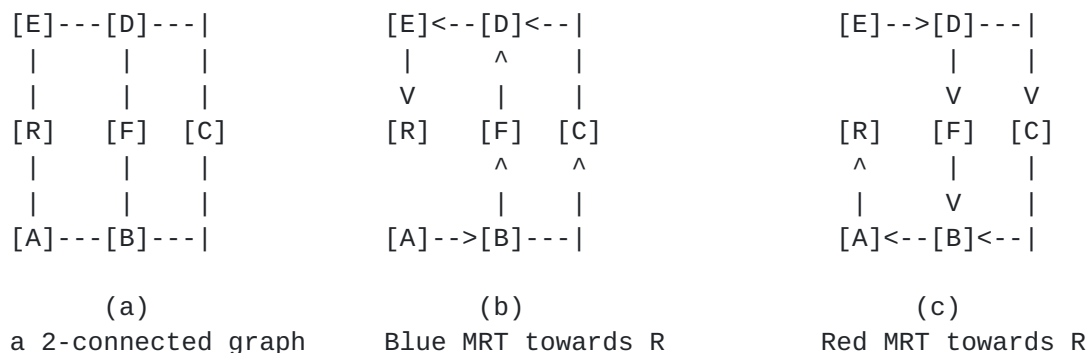 [E]---[D]---|          [E]<--[D]<--|                [E]-->[D]---|
 |     |    |           |     ^    |                       |    |
 |     |    |           V     |    |                       V    V
[R]   [F]  [C]         [R]   [F]  [C]               [R]   [F]  [C]
 |     |    |                 ^    ^                 ^     |    |
 |     |    |                 |    |                 |     V    |
[A]---[B]---|          [A]-->[B]---|                [A]<--[B]<--|
      (a)                    (b)                         (c)
a 2-connected graph    Blue MRT towards R          Red MRT towards R